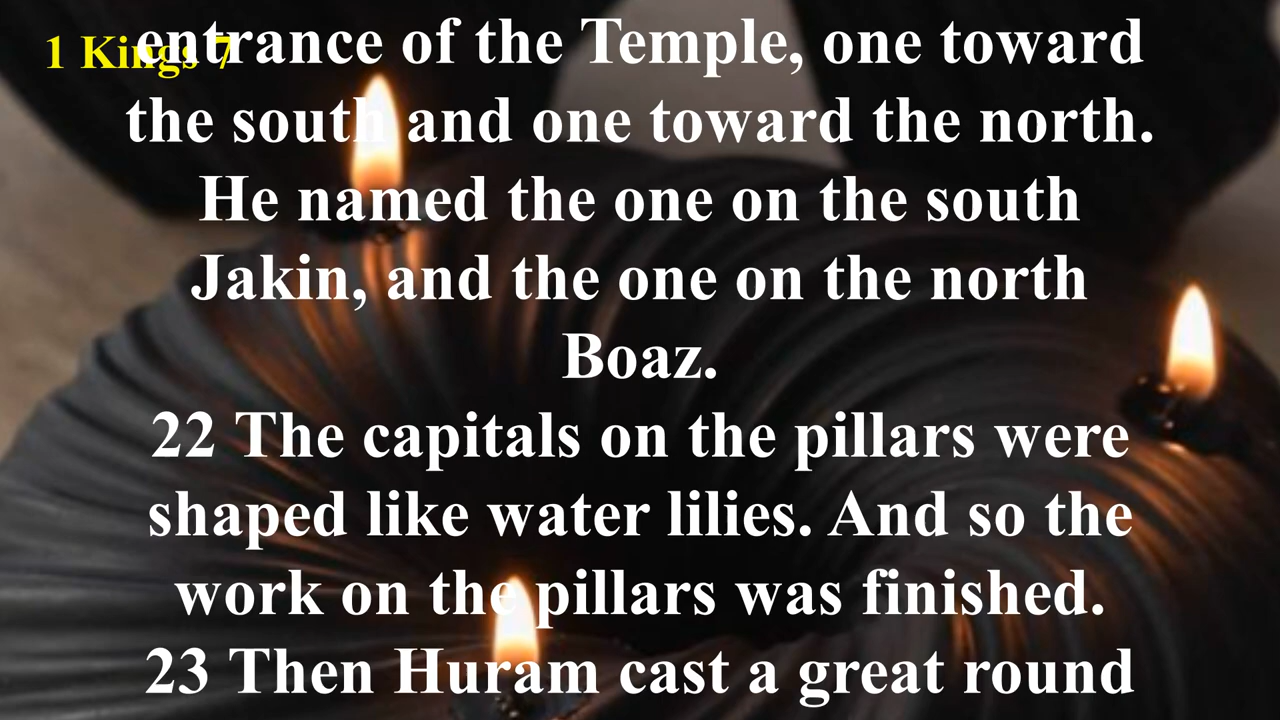 1 Kings 7
entrance of the Temple, one toward
the south and one toward the north.
He named the one on the south
Jakin, and the one on the north
Boaz.
22 The capitals on the pillars were
shaped like water lilies. And so the
work on the pillars was finished.
23 Then Huram cast a great round